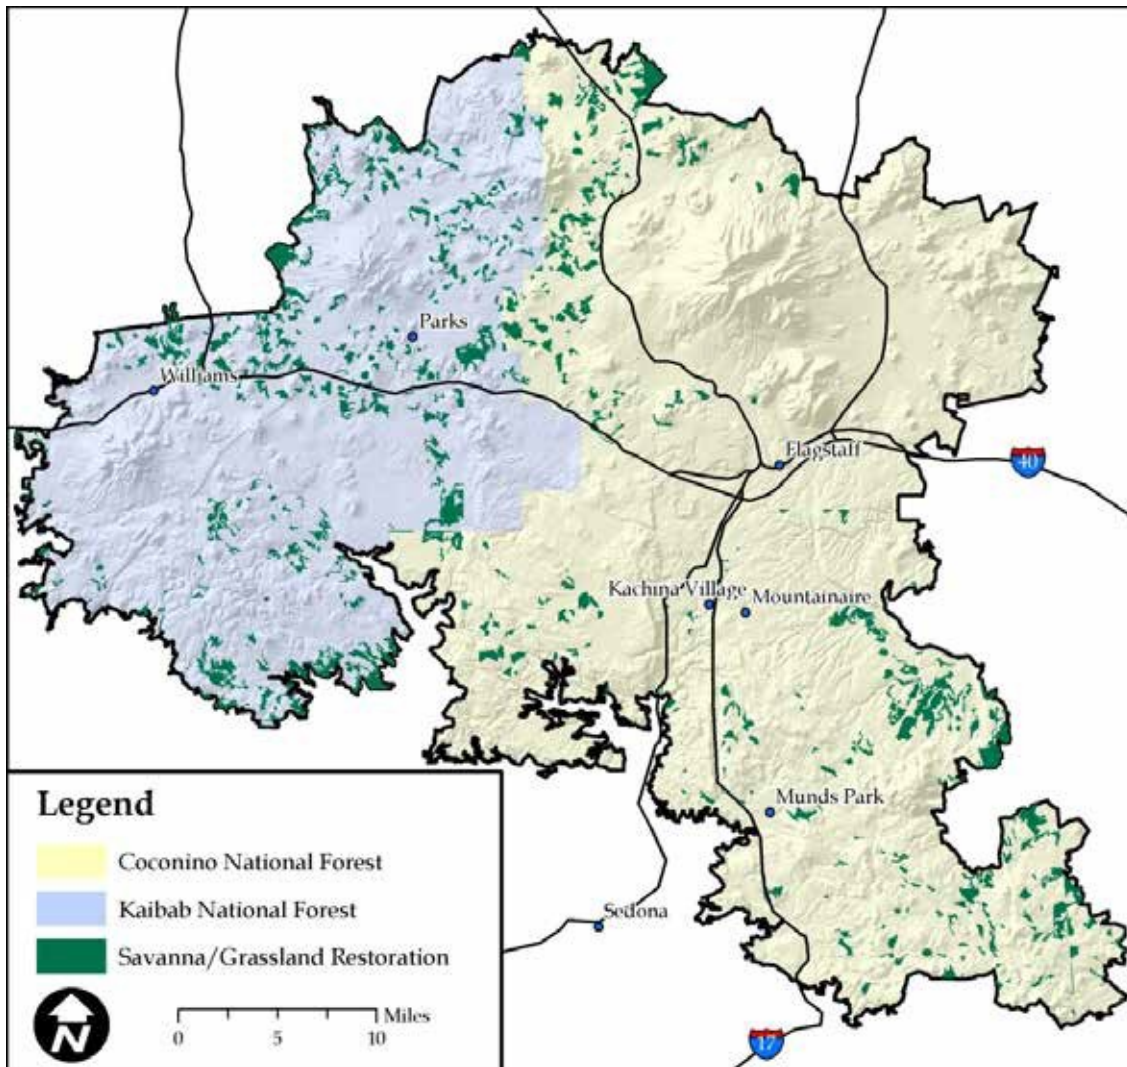 Parks
Williams
Flagstaff
40
Kachina Village
Mountainaire
Munds Park
Sedona
17
Legend
Coconino National Forest
Kaibab National Forest
Savanna/Grassland Restoration
N
Miles
0 5 10